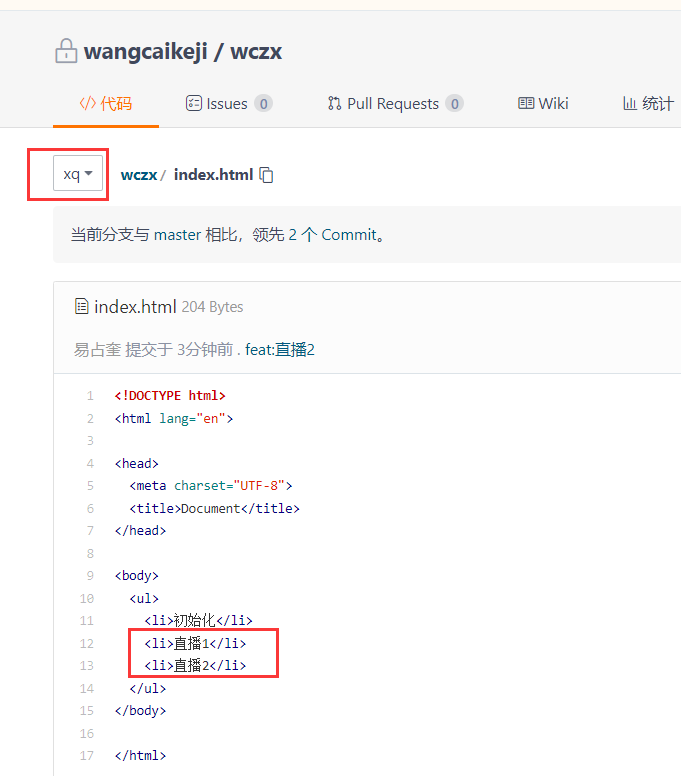 wangcaikeji / wczx
代码 Issues 0 Pull Requests 0 Wiki 统计
xq wczx / index.html
当前分支与 master 相比，领先 2 个 Commit。
index.html 204 Bytes
易占奎 提交于 3分钟前 . feat:直播2
1 <!DOCTYPE html>
2 <html lang="en">
3
4 <head>
5 <meta charset="UTF-8">
6 <title>Document</title>
7 </head>
8
9 <body>
10 <ul>
11 <li>初始化</li>
12 <li>直播1</li>
13 <li>直播2</li>
14 </ul>
15 </body>
16
17 </html>